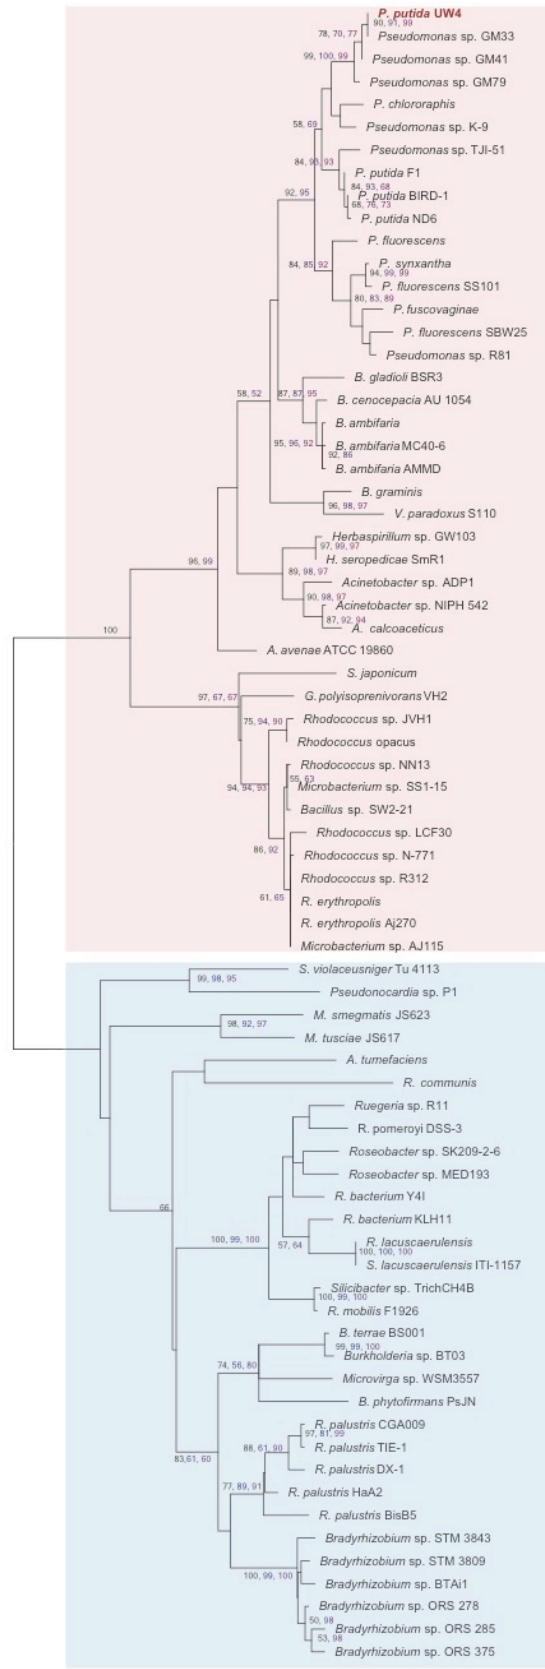 P. putida UW4
90, 91, 99
78, 70, 77
Pseudomonas sp. GM33
99, 100, 99
Pseudomonas sp. GM41
Pseudomonas sp. GM79
P. chlororaphis
58, 69
Pseudomonas sp. K-9
Pseudomonas sp. TJI-51
84, 93, 93
P. putida F1
84, 93, 68
92, 95
P. putida BIRD-1
68, 76, 73
P. putida ND6
P. fluorescens
84, 85, 92
P. synxantha
94, 99, 99
P. fluorescens SS101
80, 83, 89
P. fuscovaginae
P. fluorescens SBW25
Pseudomonas sp. R81
B. gladioli BSR3
58, 52
87, 87, 95
B. cenocepacia AU 1054
B. ambifaria
95, 96, 92
B. ambifaria MC40-6
92, 86
B. ambifaria AMMD
B. graminis
96, 98, 97
V. paradoxus S110
Herbaspirillum sp. GW103
97, 99, 97
H. seropedicae SmR1
96, 99
89, 98, 97
Acinetobacter sp. ADP1
90, 98, 97
Acinetobacter sp. NIPH 542
87, 92, 94
A. calcoaceticus
100
A. avenae ATCC 19860
S. japonicum
97, 67, 67
G. polyisoprenivorans VH2
75, 94, 90
Rhodococcus sp. JVH1
Rhodococcus opacus
Rhodococcus sp. NN13
55, 63
94, 94, 93
Microbacterium sp. SS1-15
Bacillus sp. SW2-21
Rhodococcus sp. LCF30
86, 92
Rhodococcus sp. N-771
Rhodococcus sp. R312
61, 65
R. erythropolis
R. erythropolis Aj270
Microbacterium sp. AJ115
S. violaceusniger Tu 4113
99, 98, 95
Pseudonocardia sp. P1
M. smegmatis JS623
98, 92, 97
M. tusciae JS617
A. tumefaciens
R. communis
Ruegeria sp. R11
R. pomeroyi DSS-3
Roseobacter sp. SK209-2-6
Roseobacter sp. MED193
R. bacterium Y4I
66
R. bacterium KLH11
100, 99, 100
57, 64
R. lacuscaerulensis
100, 100, 100
S. lacuscaerulensis ITI-1157
Silicibacter sp. TrichCH4B
100, 99, 100
R. mobilis F1926
B. terrae BS001
99, 99, 100
Burkholderia sp. BT03
74, 56, 80
Microvirga sp. WSM3557
B. phytofirmans PsJN
R. palustris CGA009
97, 81, 99
88, 61, 90
R. palustris TIE-1
83,61, 60
R. palustris DX-1
77, 89, 91
R. palustris HaA2
R. palustris BisB5
Bradyrhizobium sp. STM 3843
Bradyrhizobium sp. STM 3809
100, 99, 100
Bradyrhizobium sp. BTAi1
Bradyrhizobium sp. ORS 278
50, 98
Bradyrhizobium sp. ORS 285
53, 98
Bradyrhizobium sp. ORS 375